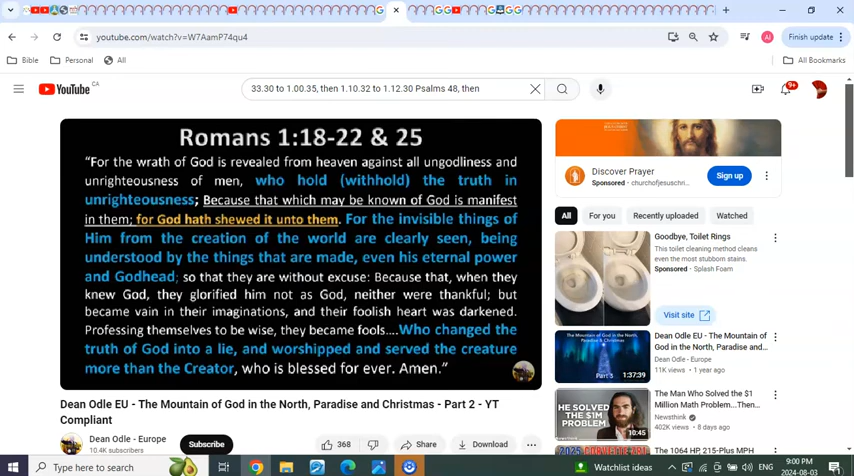 Finish update
youtube.com/watch?v=W7AamP74qu4
Bible
Personal
All
All Bookmarks
YouTube CA
33.30 to 1.00.35, then 1.10.32 to 1.12.30 Psalms 48, then
9+
Romans 1:18-22 & 25
“For the wrath of God is revealed from heaven against all ungodliness and
unrighteousness of men, who hold (withhold) the truth in
unrighteousness; Because that which may be known of God is manifest
in them; for God hath shewed it unto them. For the invisible things of
Him from the creation of the world are clearly seen, being
understood by the things that are made, even his eternal power
and Godhead; so that they are without excuse: Because that, when they
knew God, they glorified him not as God, neither were thankful; but
became vain in their imaginations, and their foolish heart was darkened.
Professing themselves to be wise, they became fools....Who changed the
truth of God into a lie, and worshipped and served the creature
more than the Creator, who is blessed for ever. Amen.”
Dean Odle EU - The Mountain of God in the North, Paradise and Christmas - Part 2 - YT
Compliant
Dean Odle - Europe
10.4K subscribers
Subscribe
368
Share
Download
Discover Prayer
Sponsored · churchofjesuschri...
Sign up
All
For you
Recently uploaded
Watched
Goodbye, Toilet Rings
This toilet cleaning method cleans
even the most stubborn stains.
Sponsored · Splash Foam
Visit site
The Mountain of God in the North,
Paradise & Christmas
Part 3
1:37:39
Dean Odle EU - The Mountain of
God in the North, Paradise and...
Dean Odle - Europe
11K views · 1 year ago
HE SOLVED
THE $1M
PROBLEM
10:45
The Man Who Solved the $1
Million Math Problem...Then...
Newsthink
402K views · 8 days ago
The 1064 HP, 215-Plus MPH
Type here to search
Watchlist ideas
9:00 PM
2024-08-03